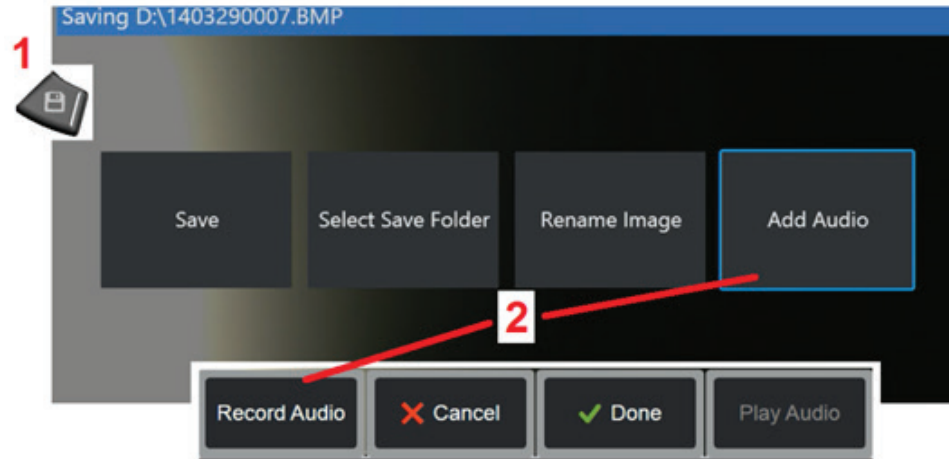 Saving D:\1403290007.BMP
1
Save
Select Save Folder
Rename Image
Add Audio
2
Record Audio
Cancel
Done
Play Audio